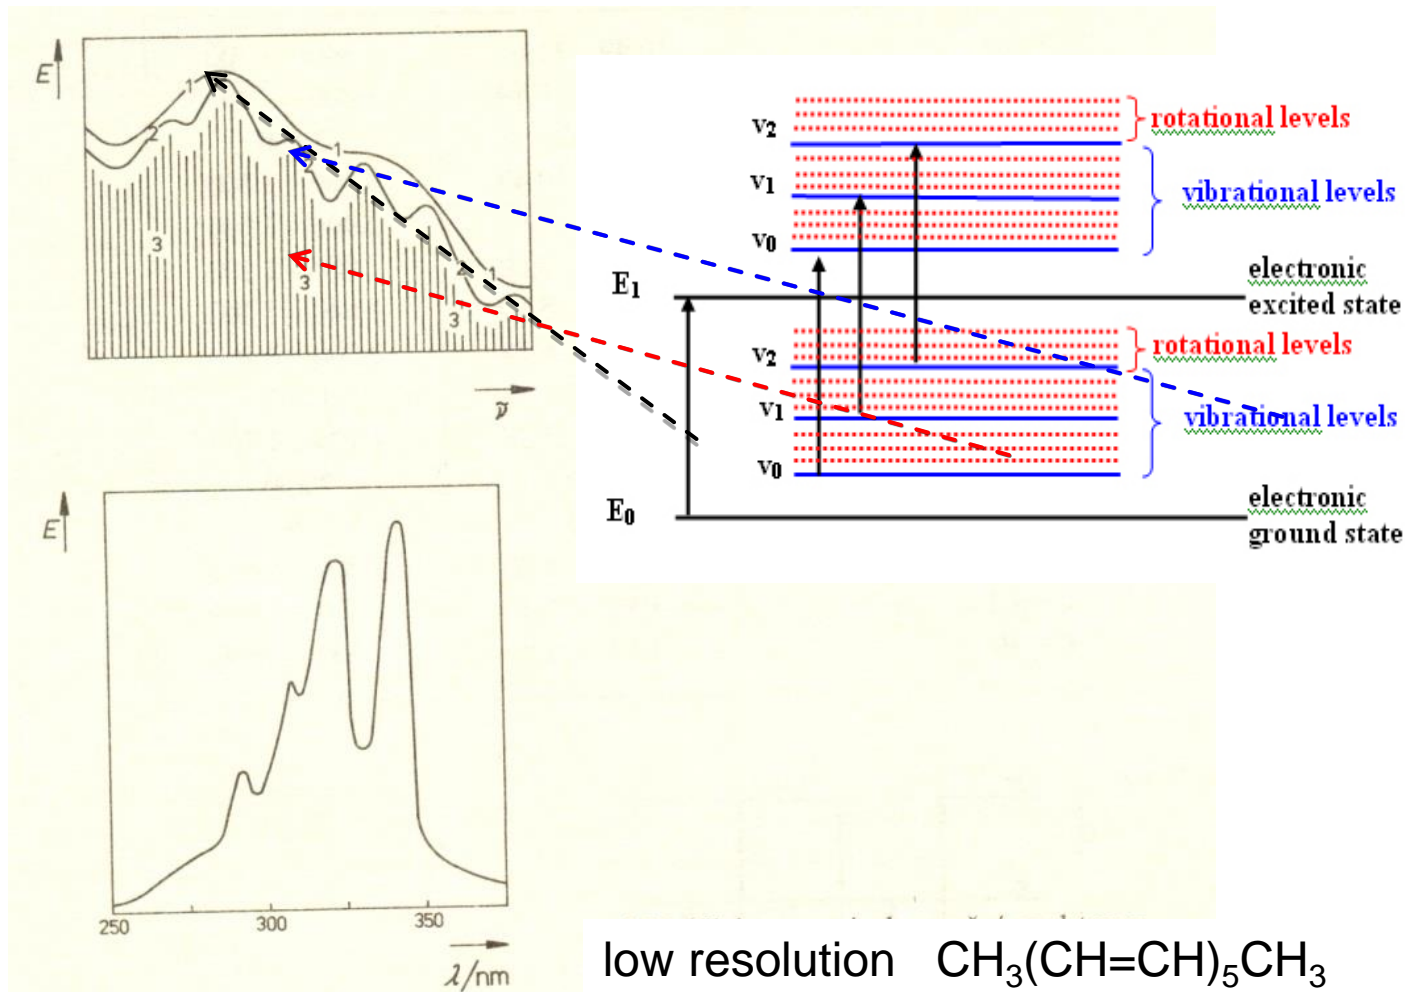 E
1
2
1
2
3
3
2
1
3
ν̃
E
250
300
350
λ/nm
v₂
rotational levels
v₁
vibrational levels
v₀
E₁
electronic
excited state
v₂
rotational levels
v₁
vibrational levels
v₀
E₀
electronic
ground state
low resolution CH₃(CH=CH)₅CH₃